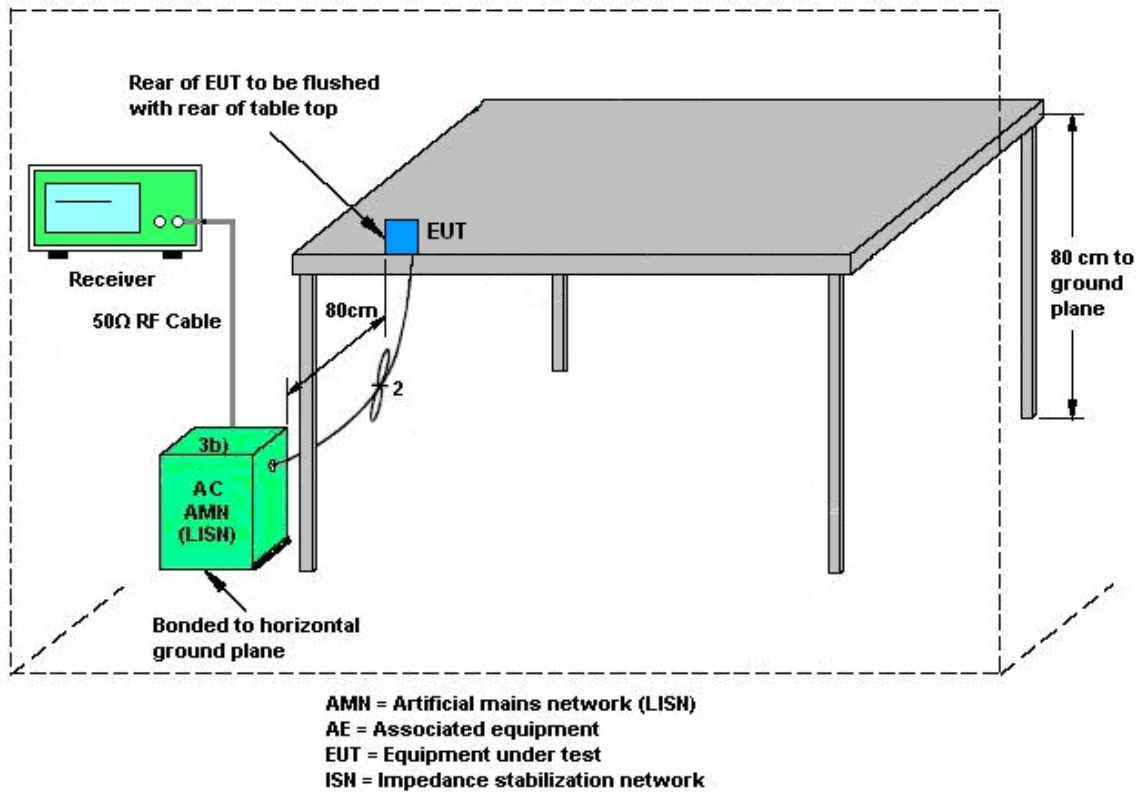 Rear of EUT to be flushed
with rear of table top
EUT
Receiver
50Ω RF Cable
80cm
80 cm to
ground
plane
2
3b)
AC
AMN
(LISN)
Bonded to horizontal
ground plane
AMN = Artificial mains network (LISN)
AE = Associated equipment
EUT = Equipment under test
ISN = Impedance stabilization network